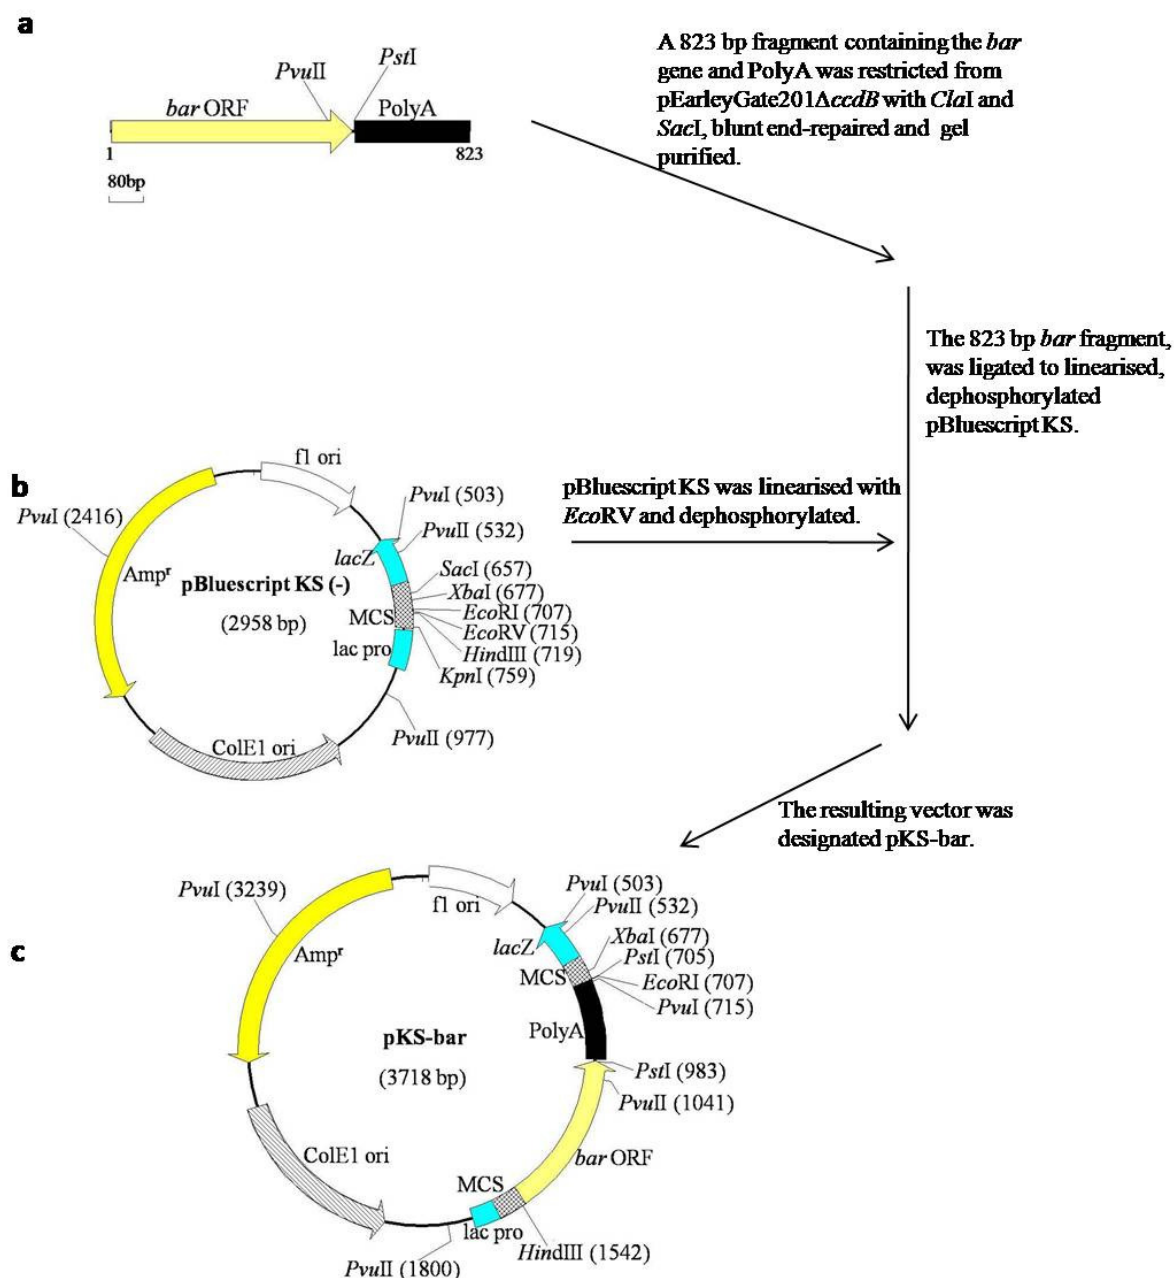 a
PvuII
PstI
bar ORF
PolyA
1
823
80bp
A 823 bp fragment containing the bar
gene and PolyA was restricted from
pEarleyGate201ΔccdB with ClaI and
SacI, blunt end-repaired and gel
purified.
The 823 bp bar fragment,
was ligated to linearised,
dephosphorylated
pBluescript KS.
b
f1 ori
PvuI (2416)
PvuI (503)
PvuII (532)
lacZ
Ampr
pBluescript KS (-)
(2958 bp)
SacI (657)
XbaI (677)
MCS
EcoRI (707)
EcoRV (715)
lac pro
HindIII (719)
KpnI (759)
PvuII (977)
ColE1 ori
pBluescript KS was linearised with
EcoRV and dephosphorylated.
The resulting vector was
designated pKS-bar.
c
PvuI (3239)
f1 ori
PvuI (503)
PvuII (532)
lacZ
Ampr
XbaI (677)
PstI (705)
MCS
EcoRI (707)
PvuI (715)
PolyA
pKS-bar
(3718 bp)
PstI (983)
PvuII (1041)
bar ORF
ColE1 ori
MCS
lac pro
HindIII (1542)
PvuII (1800)